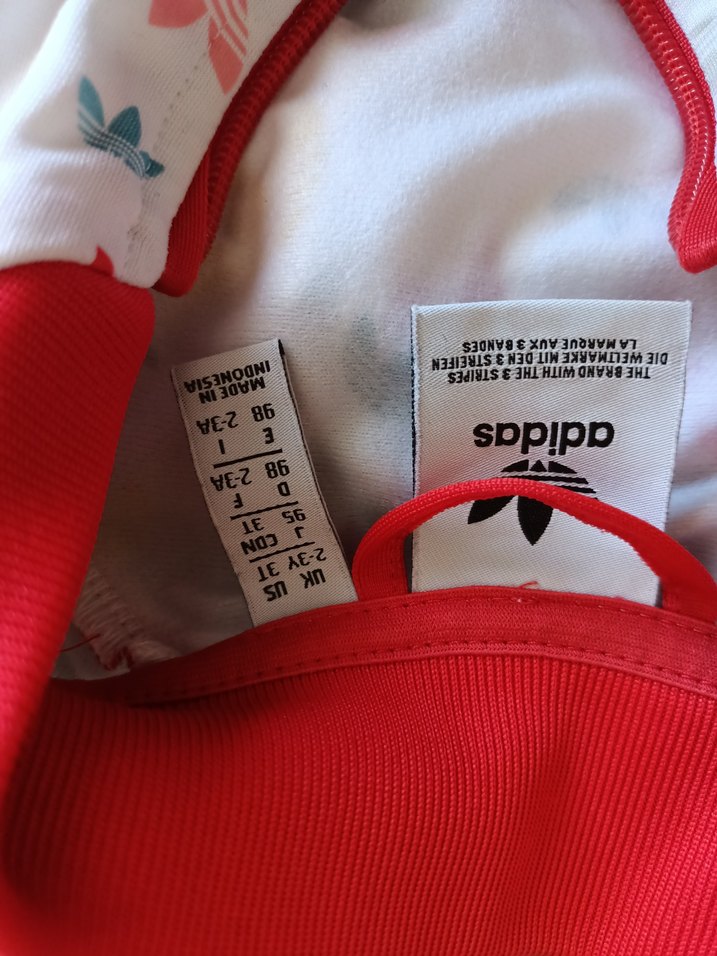 adidas
THE BRAND WITH THE 3 STRIPES
DIE WELTMARKE MIT DEN 3 STREIFEN
LA MARQUE AUX 3 BANDES
UK US
2-3Y 3T
J CDN
95 3T
D F
98 2-3A
E I
98 2-3A
MADE IN
INDONESIA